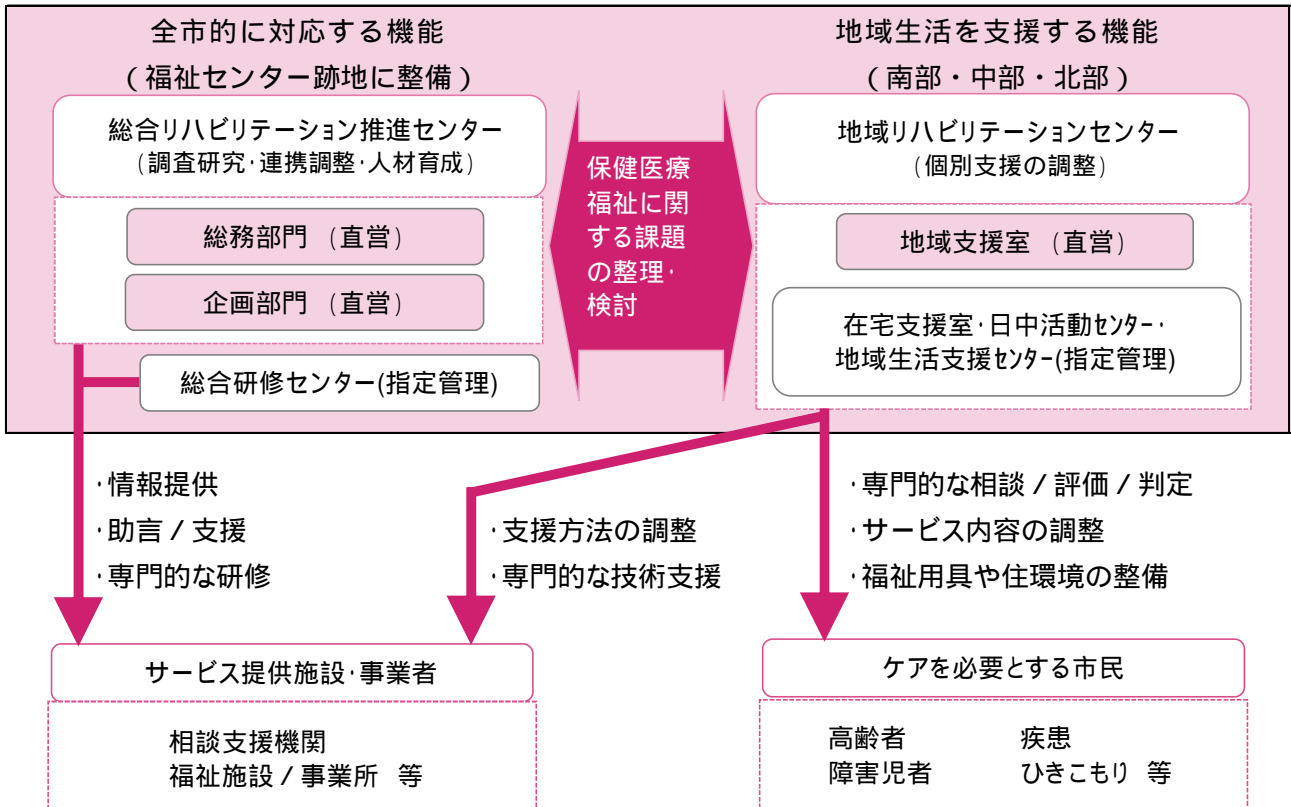 全市的に対応する機能
(福祉センター跡地に整備)
総合リハビリテーション推進センター
(調査研究·連携調整·人材育成)
総務部門 (直営)
企画部門 (直営)
総合研修センター(指定管理)
保健医療
福祉に関
する課題
の整理·
検討
地域生活を支援する機能
(南部・中部・北部)
地域リハビリテーションセンター
(個別支援の調整)
地域支援室 (直営)
在宅支援室·日中活動センター·
地域生活支援センター(指定管理)
·情報提供
·助言/支援
·専門的な研修
·支援方法の調整
·専門的な技術支援
·専門的な相談/評価/判定
·サービス内容の調整
·福祉用具や住環境の整備
サービス提供施設·事業者
相談支援機関
福祉施設/事業所 等
ケアを必要とする市民
高齢者 疾患
障害児者 ひきこもり 等